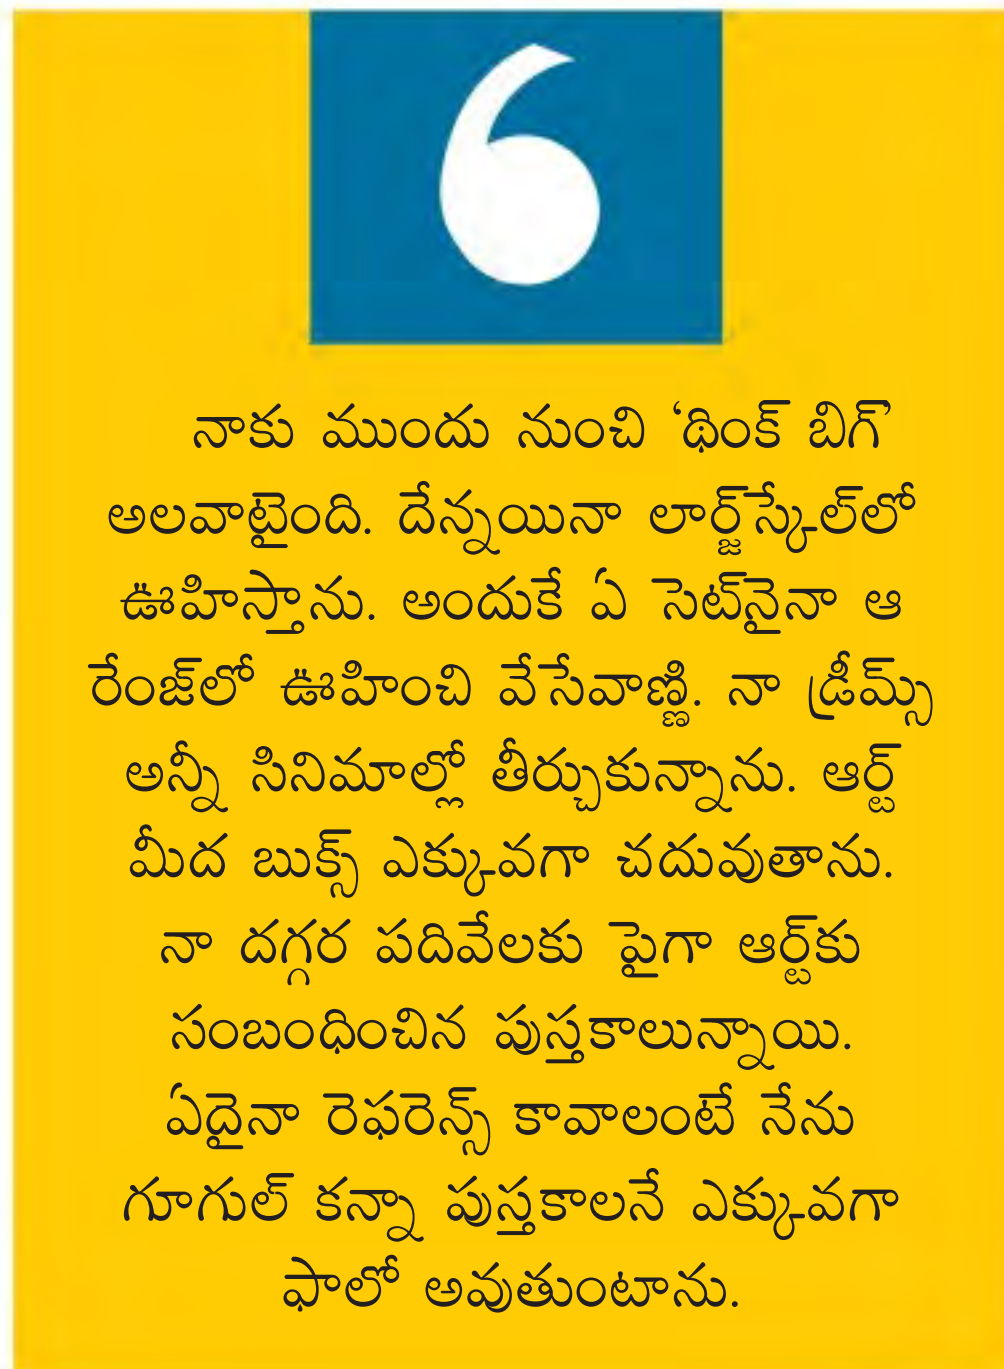 ‘
నాకు ముందు నుంచి ‘థింక్ బిగ్’
అలవాటైంది. దేన్నయినా లార్జ్‌స్కేల్‌లో
ఊహిస్తాను. అందుకే ఏ సెట్‌నైనా ఆ
రేంజ్‌లో ఊహించి వేసేవాణ్ణి. నా డ్రీమ్స్
అన్నీ సినిమాల్లో తీర్చుకున్నాను. ఆర్ట్
మీద బుక్స్ ఎక్కువగా చదువుతాను.
నా దగ్గర పదివేలకు పైగా ఆర్ట్‌కు
సంబంధించిన పుస్తకాలున్నాయి.
ఏదైనా రెఫరెన్స్ కావాలంటే నేను
గూగుల్ కన్నా పుస్తకాలనే ఎక్కువగా
ఫాలో అవుతుంటాను.